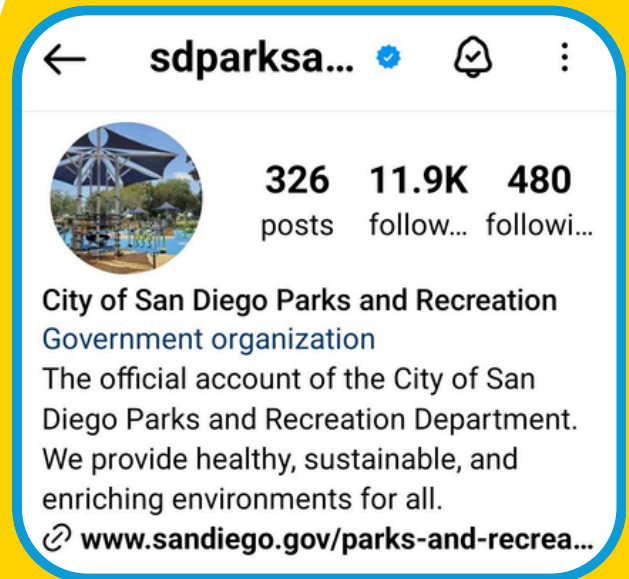 sdparksa...
326 11.9K 480
posts follow... followi...
City of San Diego Parks and Recreation
Government organization
The official account of the City of San
Diego Parks and Recreation Department.
We provide healthy, sustainable, and
enriching environments for all.
www.sandiego.gov/parks-and-recrea...